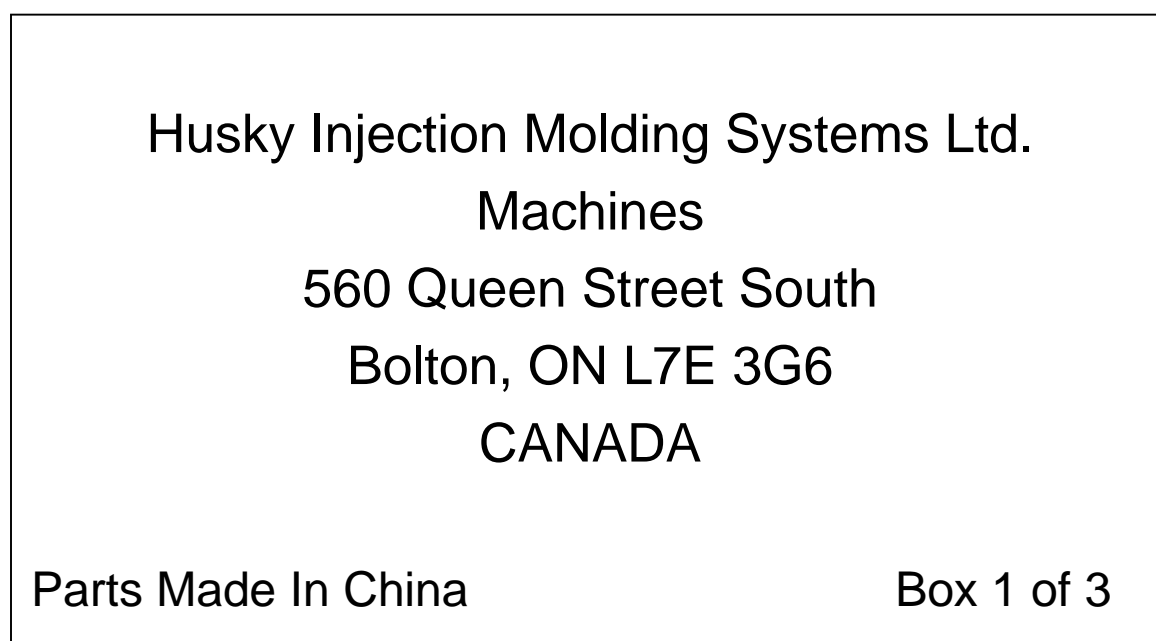 Husky Injection Molding Systems Ltd.
Machines
560 Queen Street South
Bolton, ON L7E 3G6
CANADA
Parts Made In China Box 1 of 3